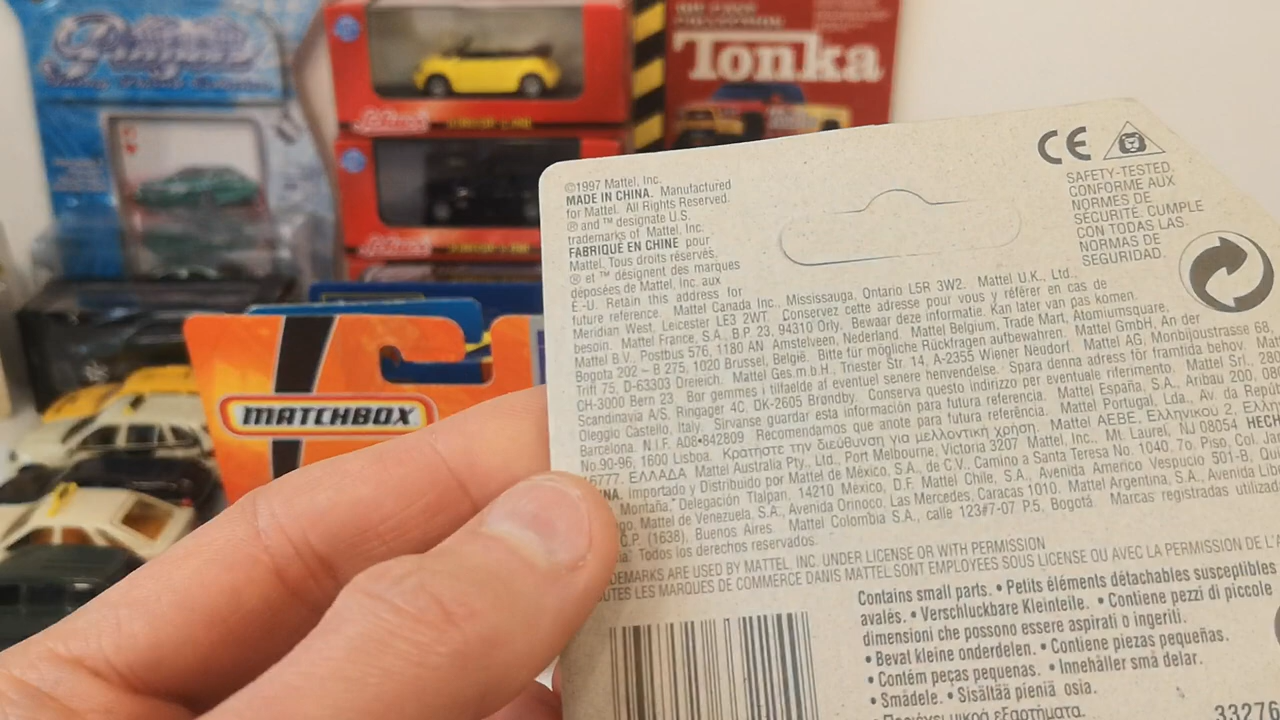 Tonka
MATCHBOX
©1997 Mattel, Inc.
MADE IN CHINA. Manufactured
for Mattel. All Rights Reserved.
® and ™ designate U.S.
trademarks of Mattel, Inc.
FABRIQUÉ EN CHINE pour
Mattel. Tous droits réservés.
® et ™ désignent des marques
déposées de Mattel, Inc. aux
É.-U. Retain this address for
future reference. Mattel Canada Inc., Mississauga, Ontario L5R 3W2. Mattel U.K., Ltd.,
Meridian West, Leicester LE3 2WT. Conservez cette adresse pour vous y référer en cas de
besoin. Mattel France, S.A., B.P. 23, 94310 Orly. Bewaar deze informatie. Kan later van pas komen.
Mattel B.V., Postbus 576, 1180 AN Amstelveen, Nederland. Mattel Belgium, Trade Mart, Atomiumsquare,
Bogota 202 – B 275, 1020 Brussel, België. Bitte für mögliche Rückfragen aufbewahren. Mattel GmbH, An der
Triff 75, D-63303 Dreieich. Mattel Ges.m.b.H., Triester Str. 14, A-2355 Wiener Neudorf. Mattel AG, Monbijoustrasse 68,
CH-3000 Bern 23. Bør gemmes i tilfælde af eventuel senere henvendelse. Spara denna adress för framtida behov. Mattel
Scandinavia A/S, Ringager 4C, DK-2605 Brøndby. Conserva questo indirizzo per eventuale riferimento. Mattel Srl.,
Oleggio Castello, Italy. Sirvanse guardar esta información para futura referencia. Mattel España, S.A., Aribau 200,
Barcelona. N.I.F. A08-842809. Recomendamos que anote para futura referência. Mattel Portugal, Lda., Av. da
No.90-96, 1600 Lisboa. Κρατήστε την διεύθυνση για μελλοντική χρήση. Mattel AEBE, Ελληνικού 2,
16777, ΕΛΛΑΔΑ. Mattel Australia Pty., Ltd., Port Melbourne, Victoria 3207. Mattel, Inc., Mt. Laurel, NJ 08054
Importado y Distribuido por Mattel de México, S.A., de C.V., Camino a Santa Teresa No. 1040, 7o. Piso, Col.
Montaña," Delegación Tlalpan, 14210 México, D.F. Mattel Chile, S.A., Avenida Americo Vespucio 501-B,
Mattel de Venezuela, S.A., Avenida Orinoco, Las Mercedes, Caracas 1010. Mattel Argentina, S.A., Avenida
C.P. (1638), Buenos Aires. Mattel Colombia S.A., calle 123#7-07 P.5, Bogotá. Marcas registradas
Todos los derechos reservados.
ARE USED BY MATTEL, INC. UNDER LICENSE OR WITH PERMISSION
LES MARQUES DE COMMERCE DANIS MATTEL SONT EMPLOYEES SOUS LICENSE OU AVEC LA PERMISSION DE
CE
SAFETY-TESTED.
CONFORME AUX
NORMES DE
SÉCURITÉ. CUMPLE
CON TODAS LAS
NORMAS DE
SEGURIDAD.
Contains small parts. • Petits éléments détachables susceptibles
avalés. • Verschluckbare Kleinteile. • Contiene pezzi di piccole
dimensioni che possono essere aspirati o ingeriti.
• Beval kleine onderdelen. • Contiene piezas pequeñas.
• Contém peças pequenas. • Innehåller små delar.
• Smådele. • Sisältää pieniä osia.
• Περιέχει μικρά εξαρτήματα.
33276